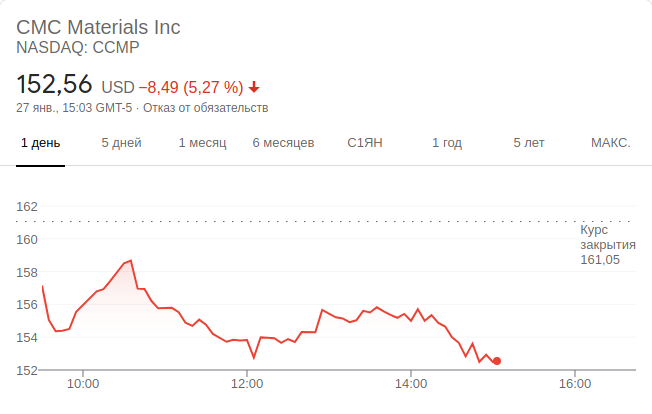 CMC Materials Inc
NASDAQ: CCMP
152,56 USD −8,49 (5,27 %)
27 янв., 15:03 GMT-5 · Отказ от обязательств
1 день 5 дней 1 месяц 6 месяцев С1ЯН 1 год 5 лет МАКС.
162
Курс
закрытия
161,05
160
158
156
154
152
10:00 12:00 14:00 16:00